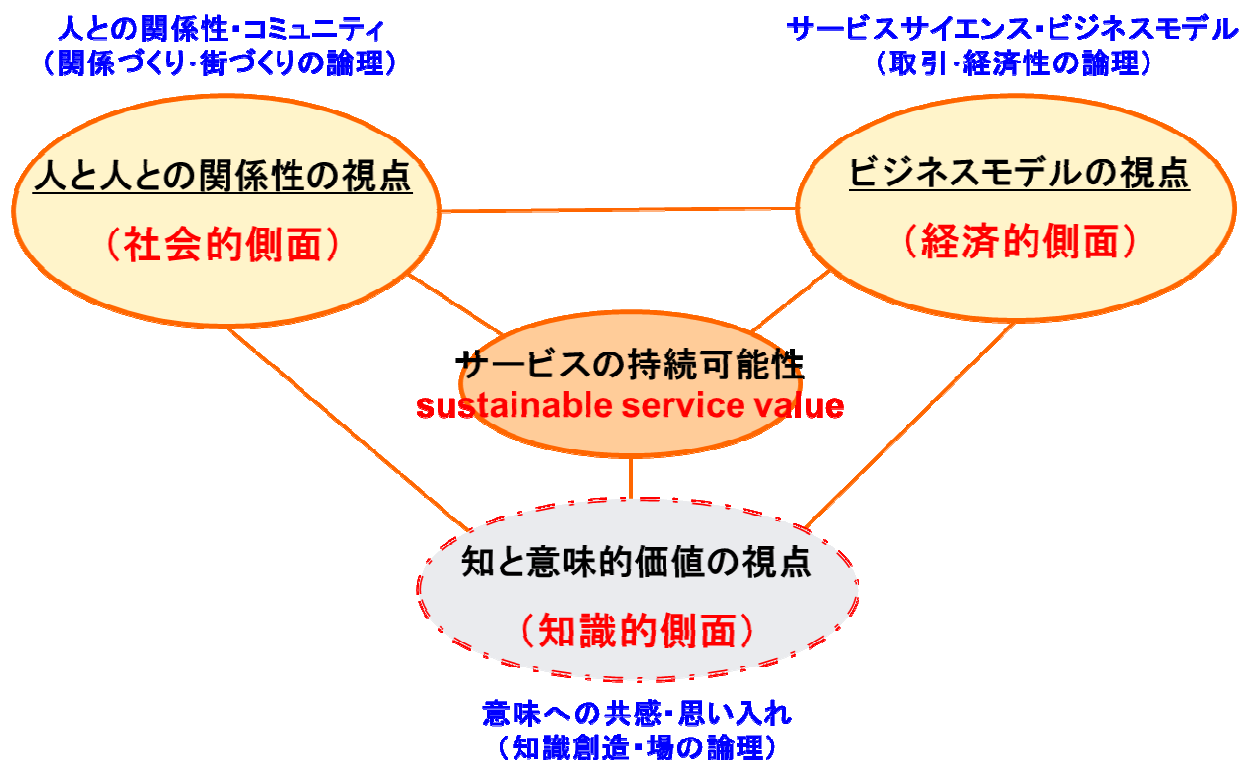 人との関係性・コミュニティ
（関係づくり・街づくりの論理）
サービスサイエンス・ビジネスモデル
（取引・経済性の論理）
人と人との関係性の視点
（社会的側面）
ビジネスモデルの視点
（経済的側面）
サービスの持続可能性
sustainable service value
知と意味的価値の視点
（知識的側面）
意味への共感・思い入れ
（知識創造・場の論理）